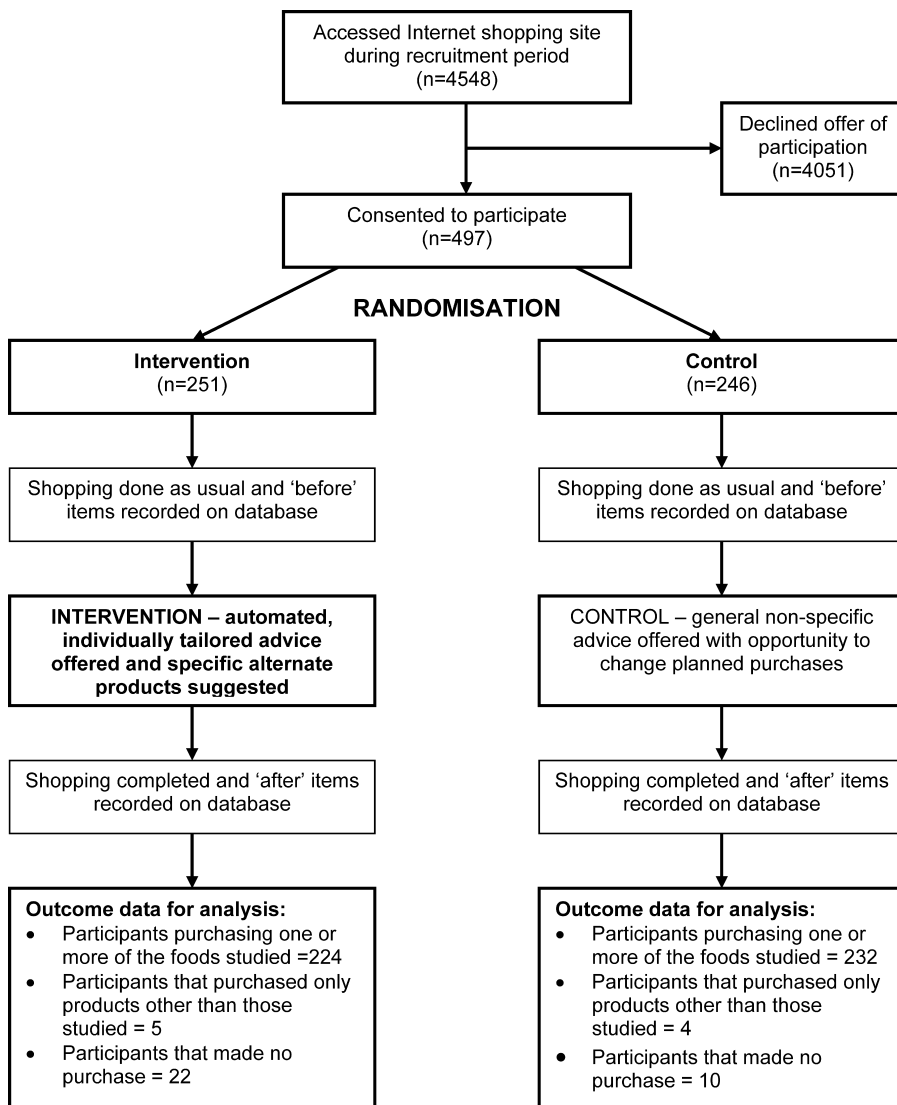 Accessed Internet shopping site
during recruitment period
(n=4548)
Declined offer of
participation
(n=4051)
Consented to participate
(n=497)
RANDOMISATION
Intervention
(n=251)
Control
(n=246)
Shopping done as usual and ‘before’
items recorded on database
Shopping done as usual and ‘before’
items recorded on database
INTERVENTION – automated,
individually tailored advice
offered and specific alternate
products suggested
CONTROL – general non-specific
advice offered with opportunity to
change planned purchases
Shopping completed and ‘after’ items
recorded on database
Shopping completed and ‘after’ items
recorded on database
Outcome data for analysis:
• Participants purchasing one or
more of the foods studied =224
• Participants that purchased only
products other than those
studied = 5
• Participants that made no
purchase = 22
Outcome data for analysis:
• Participants purchasing one or
more of the foods studied = 232
• Participants that purchased only
products other than those
studied = 4
• Participants that made no
purchase = 10